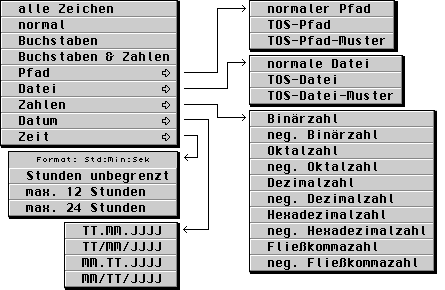 alle Zeichen
normal
Buchstaben
Buchstaben & Zahlen
Pfad
Datei
Zahlen
Datum
Zeit
normaler Pfad
TOS-Pfad
TOS-Pfad-Muster
normale Datei
TOS-Datei
TOS-Datei-Muster
Binärzahl
neg. Binärzahl
Oktalzahl
neg. Oktalzahl
Dezimalzahl
neg. Dezimalzahl
Hexadezimalzahl
neg. Hexadezimalzahl
Fließkommazahl
neg. Fließkommazahl
Format: Std:Min:Sek
Stunden unbegrenzt
max. 12 Stunden
max. 24 Stunden
TT.MM.JJJJ
TT/MM/JJJJ
MM.TT.JJJJ
MM/TT/JJJJ